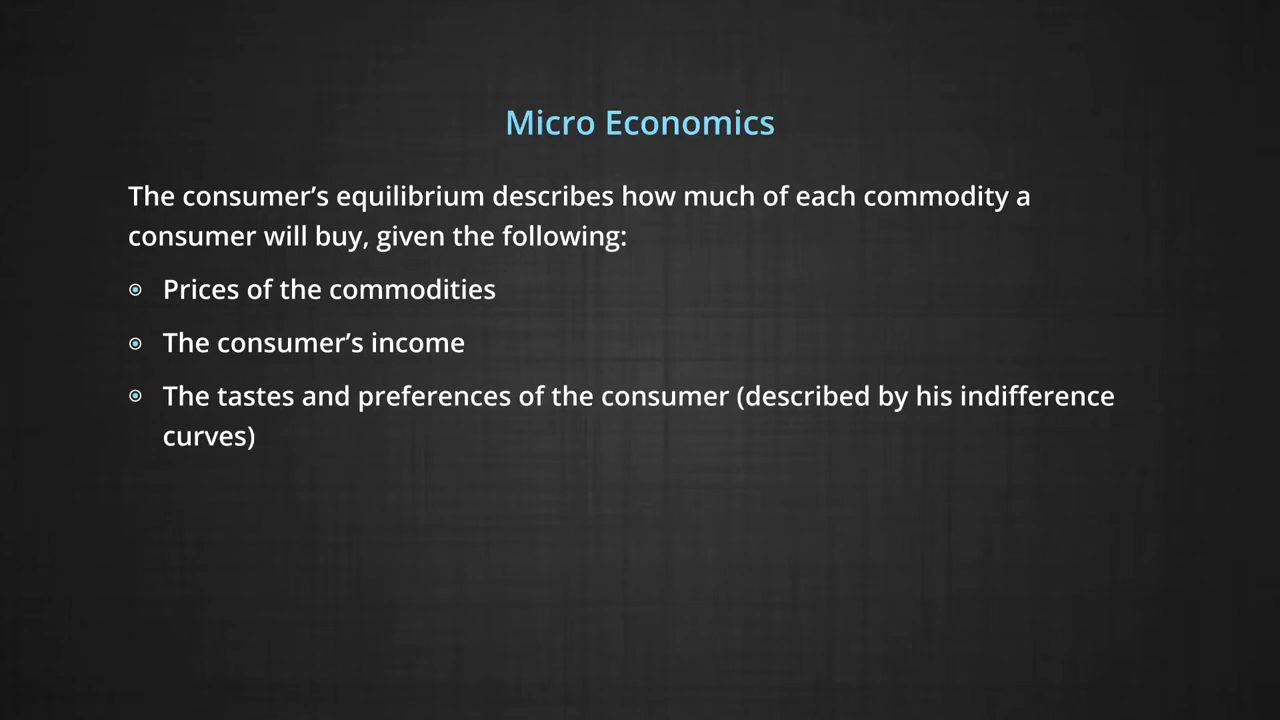 Micro Economics
The consumer’s equilibrium describes how much of each commodity a
consumer will buy, given the following:
Prices of the commodities
The consumer’s income
The tastes and preferences of the consumer (described by his indifference
curves)